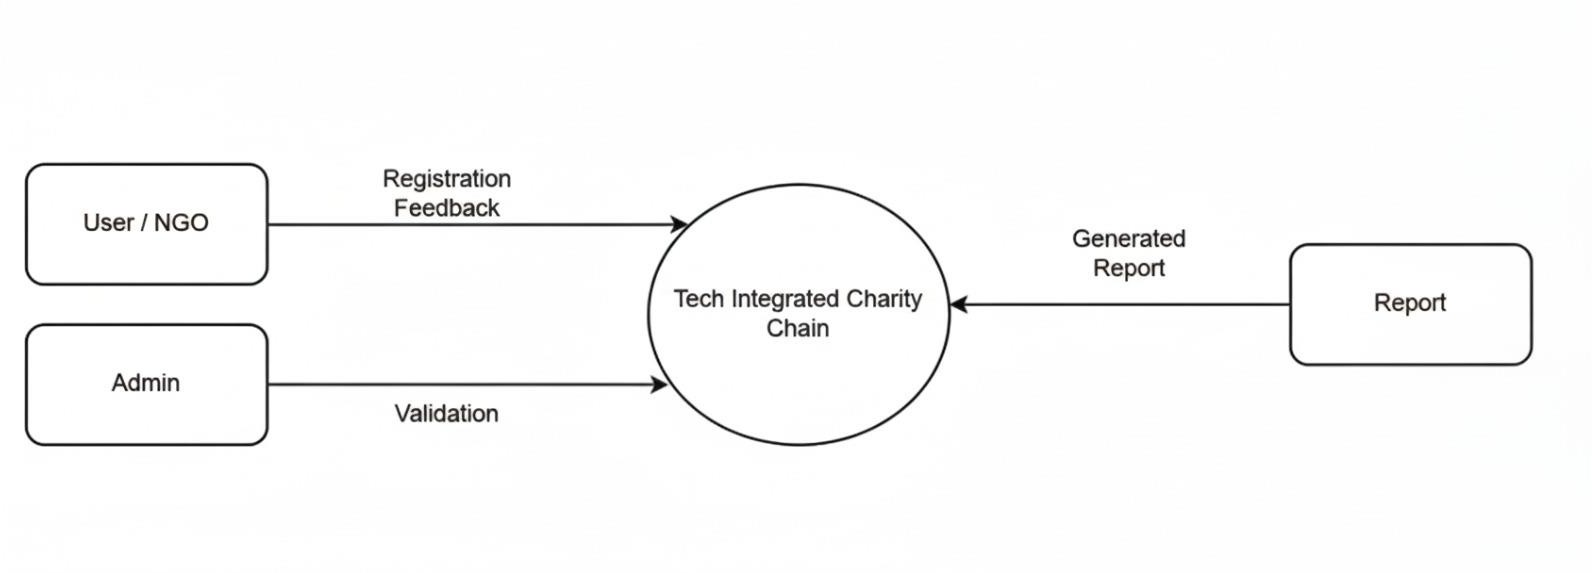 Registration
Feedback
User / NGO
Generated
Report
Tech Integrated Charity
Chain
Report
Admin
Validation